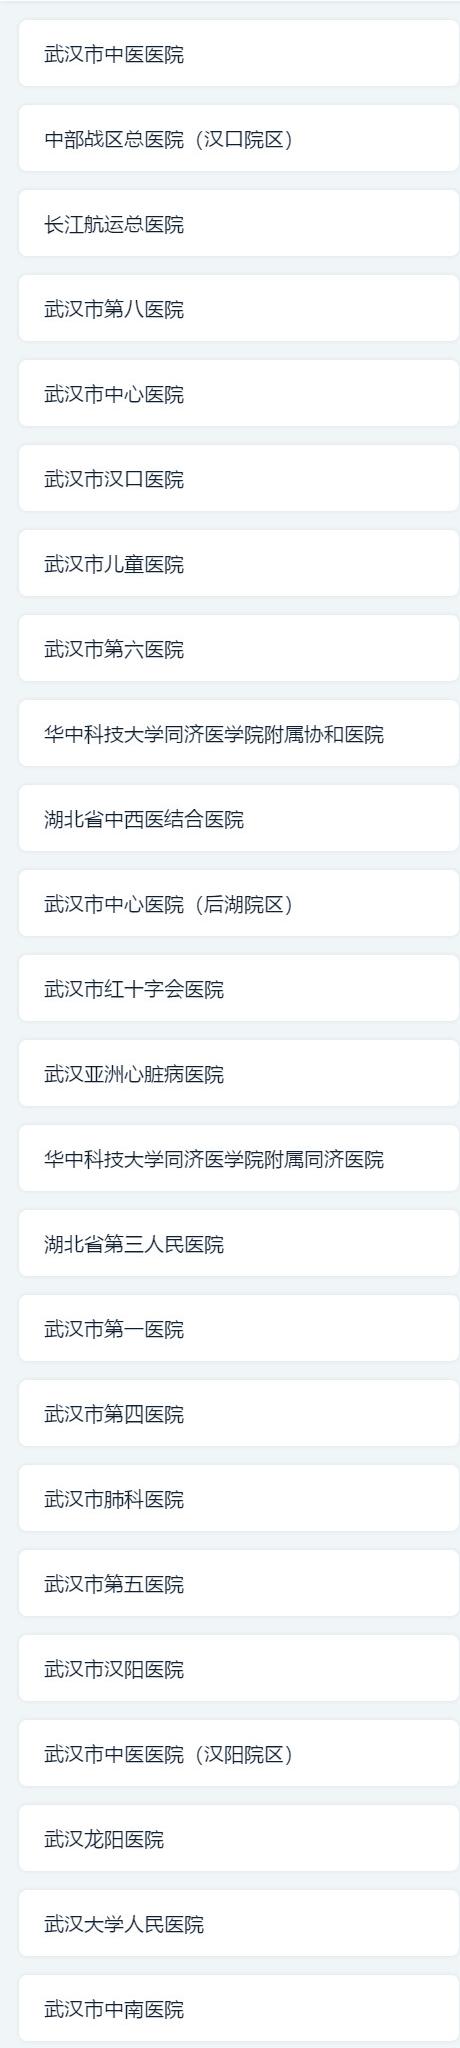 武汉市中医医院
中部战区总医院（汉口院区）
长江航运总医院
武汉市第八医院
武汉市中心医院
武汉市汉口医院
武汉市儿童医院
武汉市第六医院
华中科技大学同济医学院附属协和医院
湖北省中西医结合医院
武汉市中心医院（后湖院区）
武汉市红十字会医院
武汉亚洲心脏病医院
华中科技大学同济医学院附属同济医院
湖北省第三人民医院
武汉市第一医院
武汉市第四医院
武汉市肺科医院
武汉市第五医院
武汉市汉阳医院
武汉市中医医院（汉阳院区）
武汉龙阳医院
武汉大学人民医院
武汉市中南医院